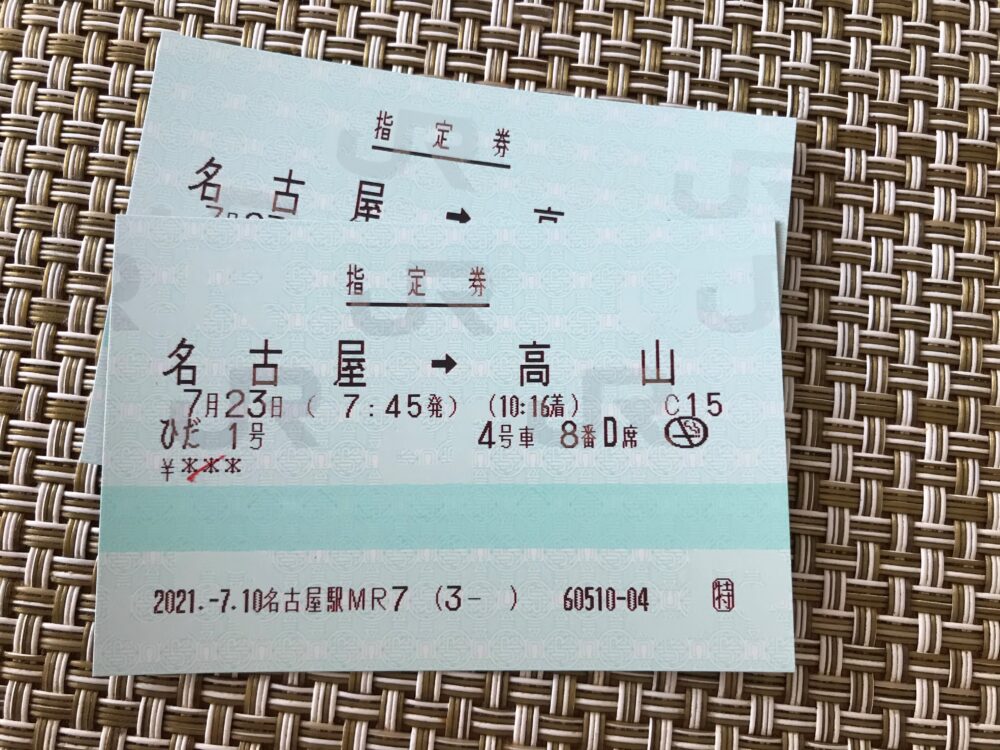 指定券
名古屋 ➡
指定券
名古屋 ➡ 高山
7月23日 ( 7:45発) (10:16着) C15
ひだ 1号 4号車 8番D席
¥***
2021.-7.10名古屋駅MR7 (3- ) 60510-04 特